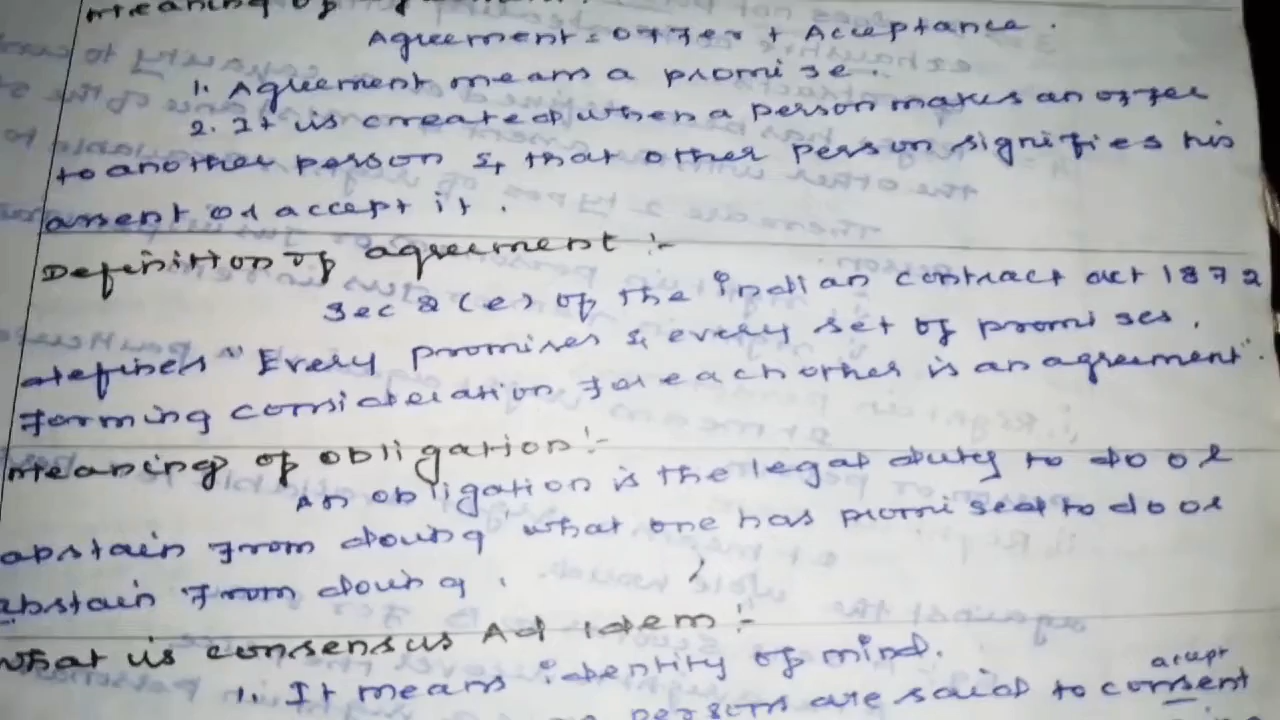 meaning of Agreement :
Agreement = offer + Acceptance .
1. Agreement means a promise .
2. It is created when a person makes an offer
to another person & that other person signifies his
assent or accept it .
Definition of agreement :-
Sec 2 (e) of the Indian contract act 1872
defines " Every promises & every set of promises ,
forming consideration for each other is an agreement " .
meaning of obligation :-
An obligation is the legal duty to do or
abstain from doing what one has promised to do or
abstain from doing .
What is consensus Ad Idem :-
1. It means identity of mind .
acept
persons are said to consent